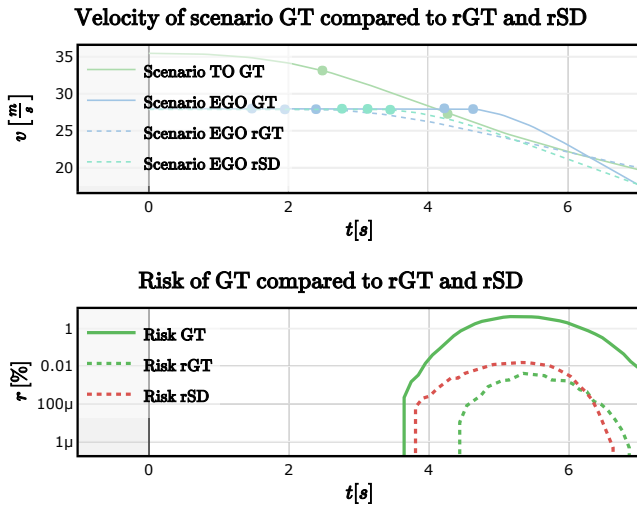 Velocity of scenario GT compared to rGT and rSD
35
30
25
20
v [m/s]
Scenario TO GT
Scenario EGO GT
Scenario EGO rGT
Scenario EGO rSD
0 2 4 6
t[s]
Risk of GT compared to rGT and rSD
1
0.01
100μ
1μ
r [%]
Risk GT
Risk rGT
Risk rSD
0 2 4 6
t[s]